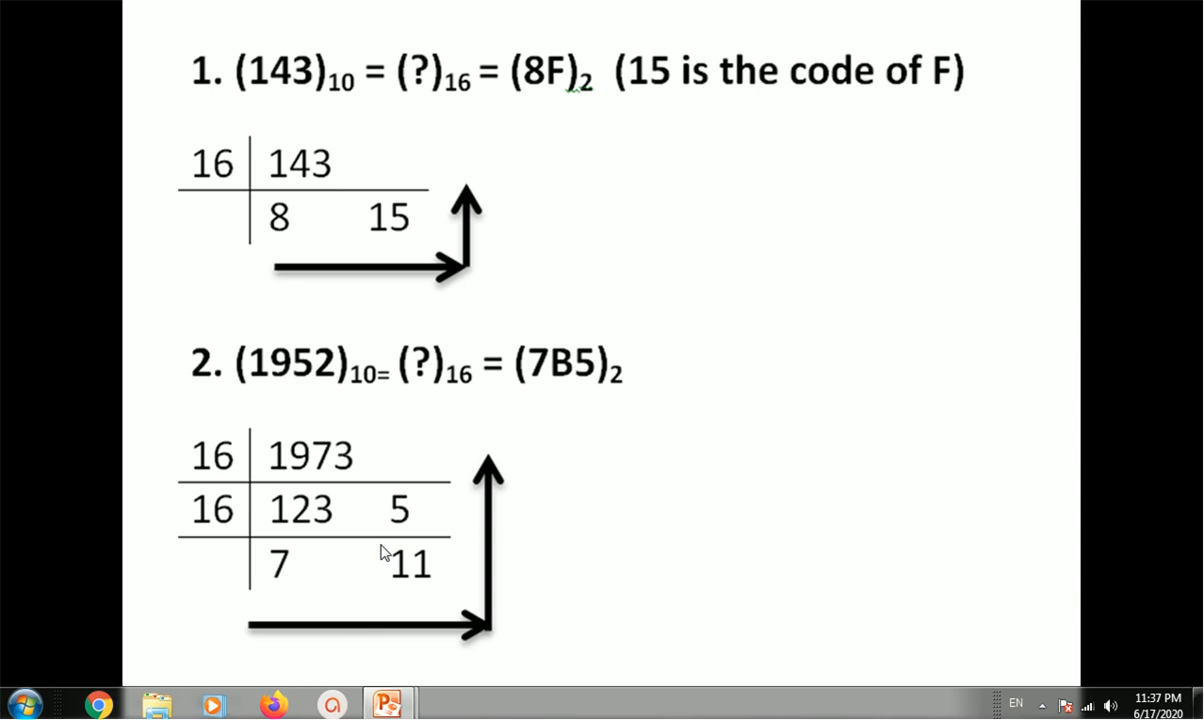 1. (143)₁₀ = (?)₁₆ = (8F)₂ (15 is the code of F)
16 143
8 15
2. (1952)₁₀₌ (?)₁₆ = (7B5)₂
16 1973
16 123 5
7 11
EN
11:37 PM
6/17/2020